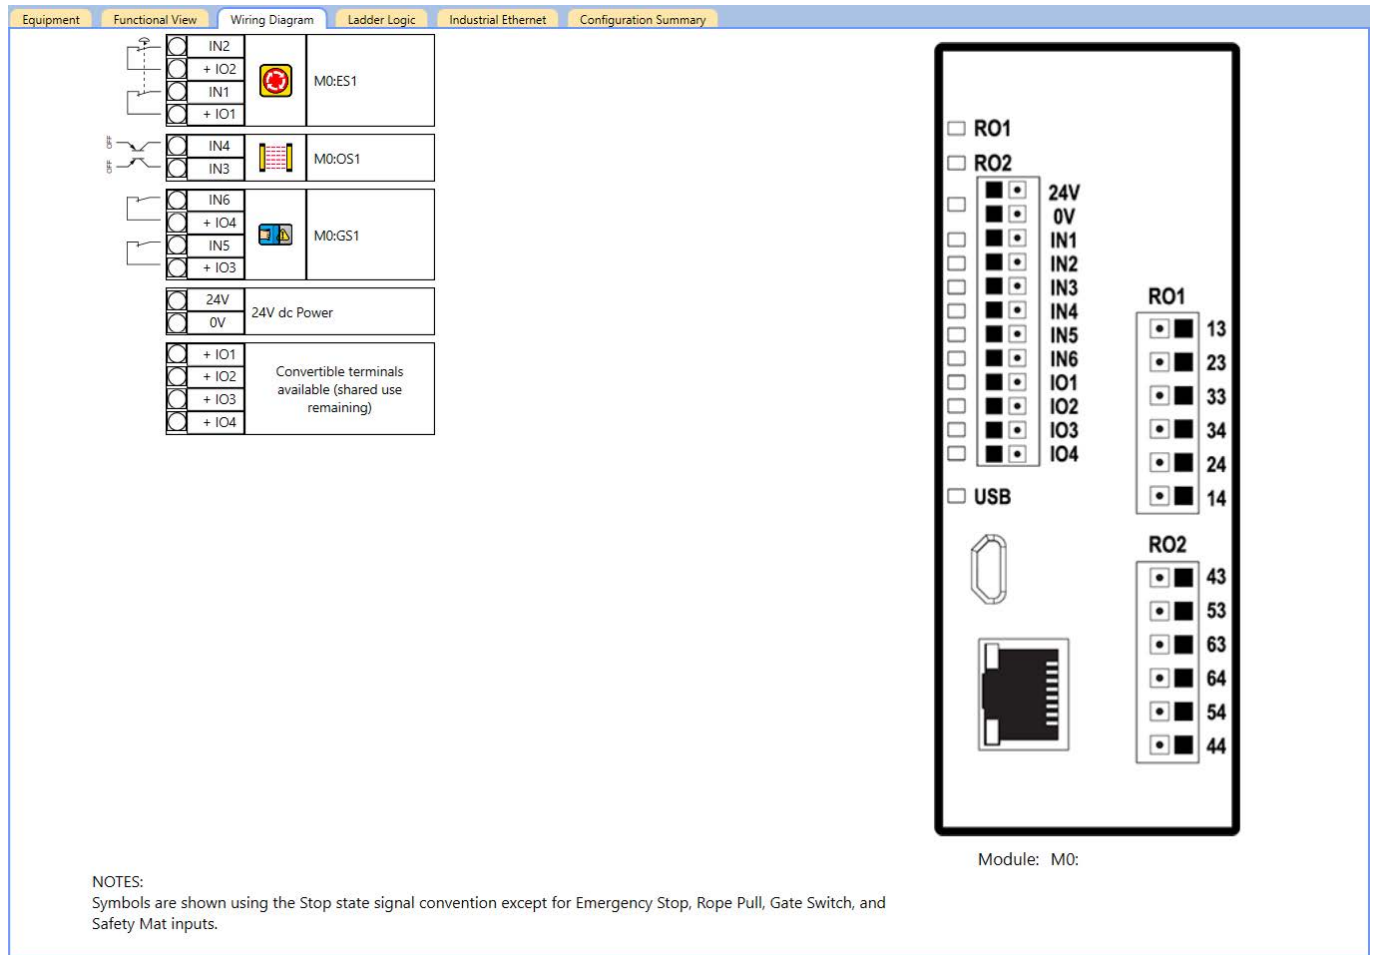 Equipment
Functional View
Wiring Diagram
Ladder Logic
Industrial Ethernet
Configuration Summary
IN2
+ IO2
IN1
+ IO1
M0:ES1
OFF
OFF
IN4
IN3
M0:OS1
IN6
+ IO4
IN5
+ IO3
M0:GS1
24V
0V
24V dc Power
+ IO1
+ IO2
+ IO3
+ IO4
Convertible terminals
available (shared use
remaining)
RO1
RO2
24V
0V
IN1
IN2
IN3
IN4
IN5
IN6
IO1
IO2
IO3
IO4
USB
RO1
13
23
33
34
24
14
RO2
43
53
63
64
54
44
Module: M0:
NOTES:
Symbols are shown using the Stop state signal convention except for Emergency Stop, Rope Pull, Gate Switch, and
Safety Mat inputs.